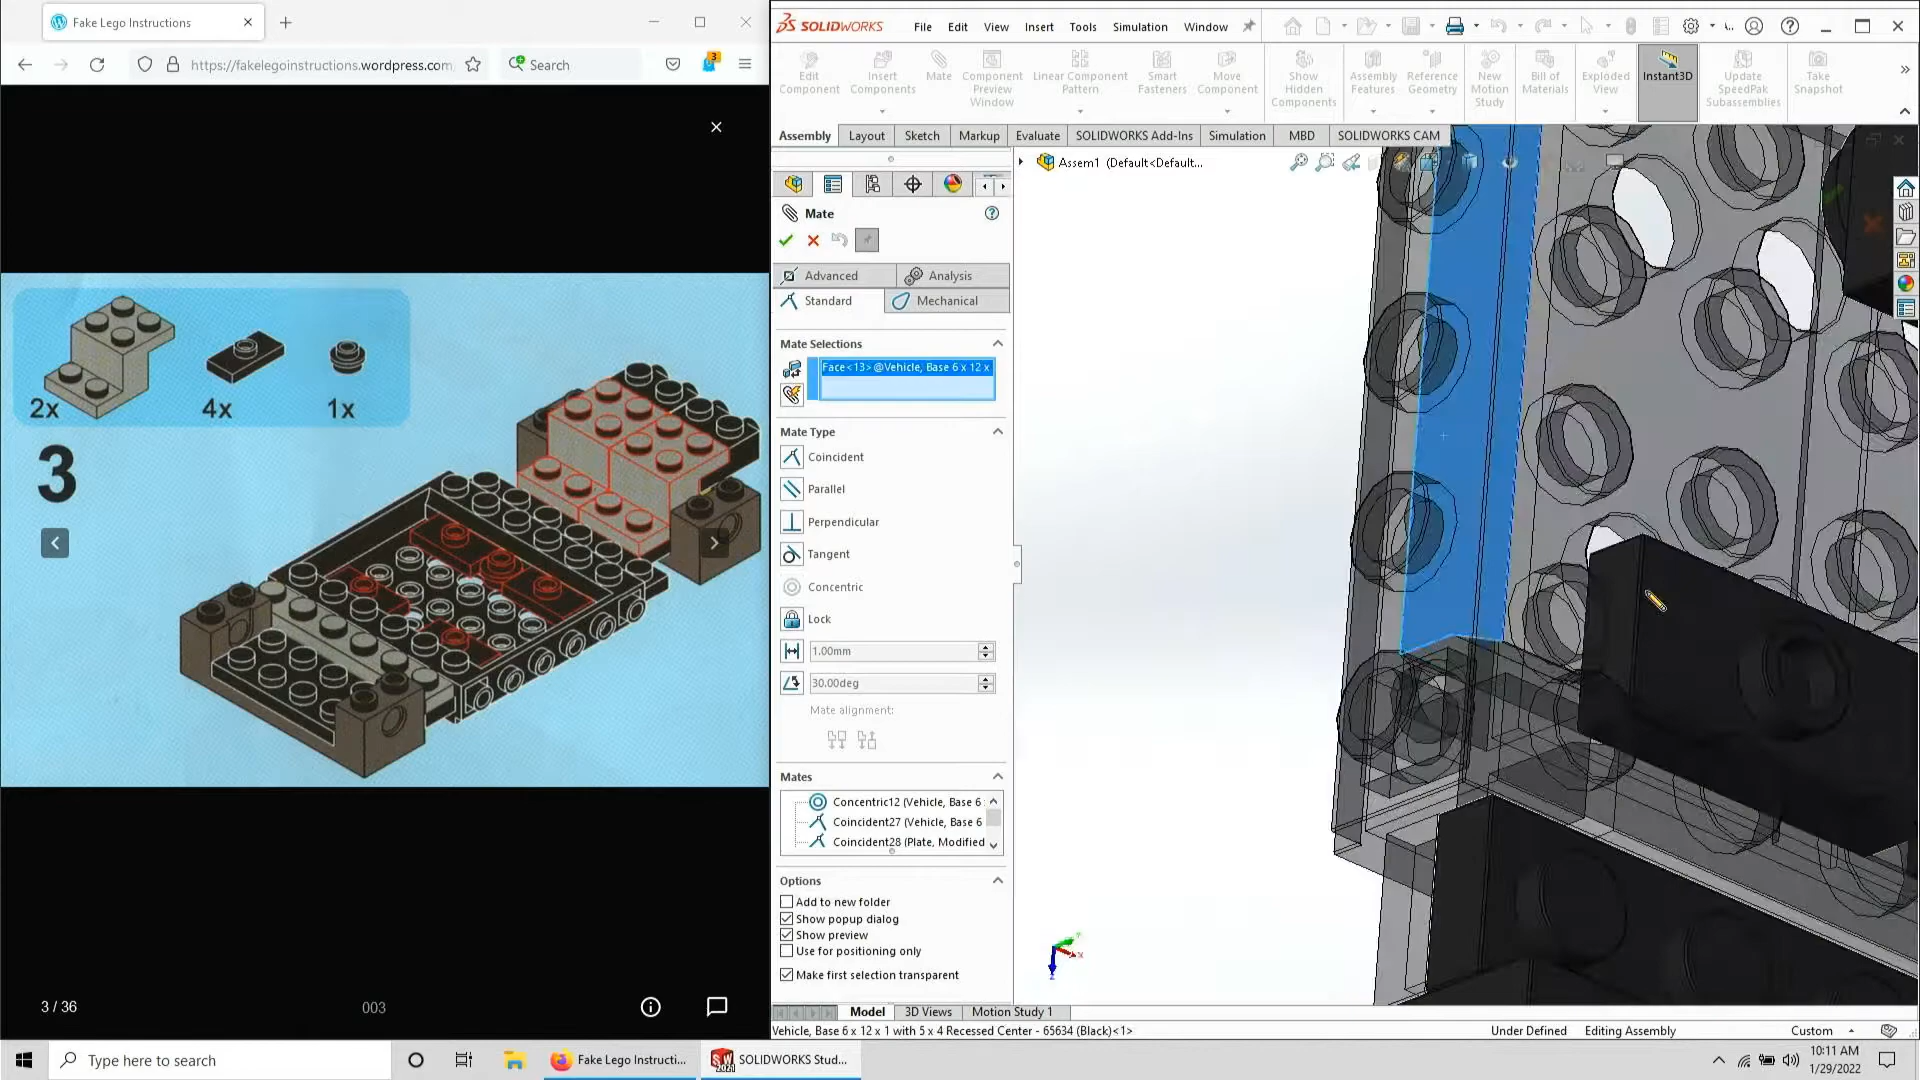 Fake Lego Instructions
https://fakelegoinstructions.wordpress.com
Search
3
2x
4x
1x
3
3 / 36
003
SOLIDWORKS
File
Edit
View
Insert
Tools
Simulation
Window
Edit Component
Insert Components
Mate
Component Preview Window
Linear Component Pattern
Smart Fasteners
Move Component
Show Hidden Components
Assembly Features
Reference Geometry
New Motion Study
Bill of Materials
Exploded View
Instant3D
Update SpeedPak Subassemblies
Take Snapshot
Assembly
Layout
Sketch
Markup
Evaluate
SOLIDWORKS Add-Ins
Simulation
MBD
SOLIDWORKS CAM
Assem1 (Default<Default...
Mate
Advanced
Analysis
Standard
Mechanical
Mate Selections
Face<13>@Vehicle, Base 6 x 12 x
Mate Type
Coincident
Parallel
Perpendicular
Tangent
Concentric
Lock
1.00mm
30.00deg
Mate alignment:
Mates
Concentric12 (Vehicle, Base 6
Coincident27 (Vehicle, Base 6
Coincident28 (Plate, Modified
Options
Add to new folder
Show popup dialog
Show preview
Use for positioning only
Make first selection transparent
Model
3D Views
Motion Study 1
Vehicle, Base 6 x 12 x 1 with 5 x 4 Recessed Center - 65634 (Black)<1>
Under Defined
Editing Assembly
Custom
Type here to search
Fake Lego Instructi...
SOLIDWORKS Stud...
10:11 AM
1/29/2022